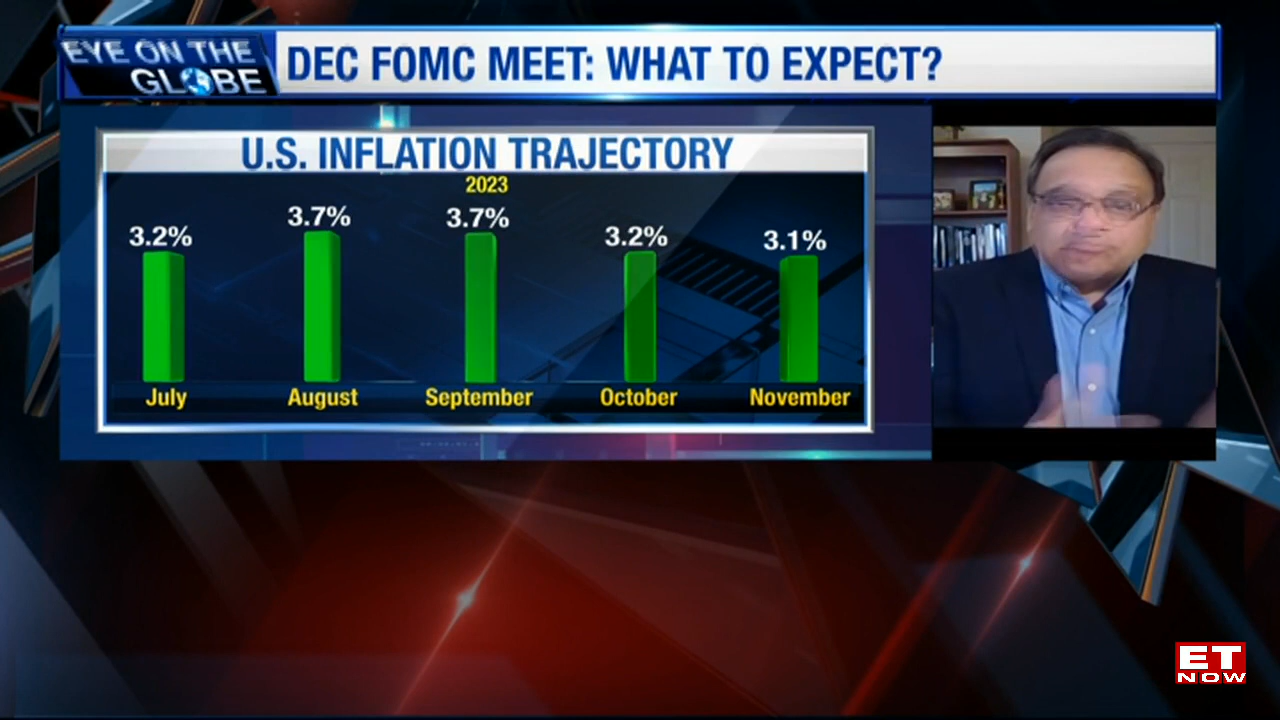 EYE ON THE
GLOBE
DEC FOMC MEET: WHAT TO EXPECT?
U.S. INFLATION TRAJECTORY
2023
3.2%
3.7%
3.7%
3.2%
3.1%
July
August
September
October
November
ET
NOW